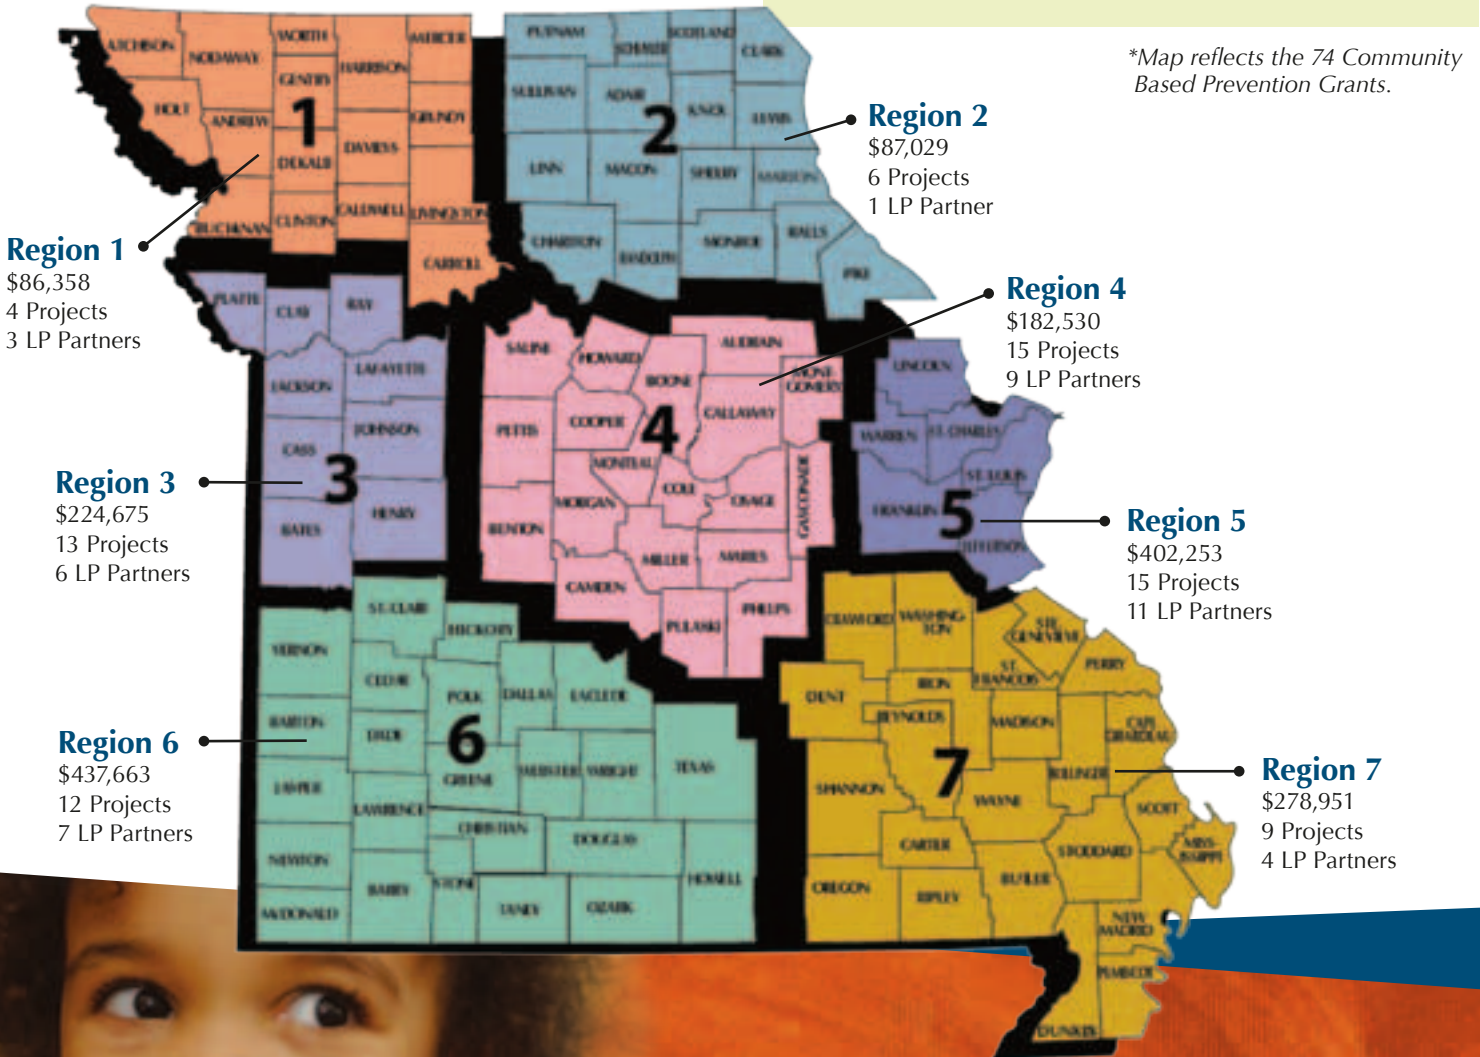 *Map reflects the 74 Community
Based Prevention Grants.
Region 1
$86,358
4 Projects
3 LP Partners
Region 2
$87,029
6 Projects
1 LP Partner
Region 3
$224,675
13 Projects
6 LP Partners
Region 4
$182,530
15 Projects
9 LP Partners
Region 5
$402,253
15 Projects
11 LP Partners
Region 6
$437,663
12 Projects
7 LP Partners
Region 7
$278,951
9 Projects
4 LP Partners
1
ATCHISON
NODAWAY
WORTH
MERCER
GENTRY
HARRISON
HOLT
ANDREW
GRUNDY
DEKALB
DAVIESS
BUCHANAN
CLINTON
CALDWELL
LIVINGSTON
CARROLL
2
PUTNAM
SCHUYLER
SCOTLAND
CLARK
SULLIVAN
ADAIR
KNOX
LEWIS
LINN
MACON
SHELBY
MARION
CHARITON
RANDOLPH
MONROE
RALLS
PIKE
3
PLATTE
CLAY
RAY
JACKSON
LAFAYETTE
CASS
JOHNSON
BATES
HENRY
4
SALINE
HOWARD
BOONE
AUDRAIN
MONT-
GOMERY
PETTIS
COOPER
CALLAWAY
MONITEAU
COLE
OSAGE
GASCONADE
MORGAN
BENTON
MILLER
MARIES
CAMDEN
PULASKI
PHELPS
5
LINCOLN
WARREN
ST. CHARLES
ST. LOUIS
FRANKLIN
JEFFERSON
6
ST. CLAIR
HICKORY
VERNON
CEDAR
POLK
DALLAS
LACLEDE
BARTON
DADE
GREENE
WEBSTER
WRIGHT
TEXAS
JASPER
LAWRENCE
CHRISTIAN
DOUGLAS
NEWTON
BARRY
STONE
HOWELL
MCDONALD
TANEY
OZARK
7
CRAWFORD
WASHING-
TON
STE.
GENEVIEVE
ST.
FRANCOIS
PERRY
DENT
IRON
REYNOLDS
MADISON
CAPE
GIRARDEAU
BOLLINGER
SHANNON
WAYNE
SCOTT
CARTER
STODDARD
MISS-
ISSIPPI
OREGON
RIPLEY
BUTLER
NEW
MADRID
PEMISCOT
DUNKLIN